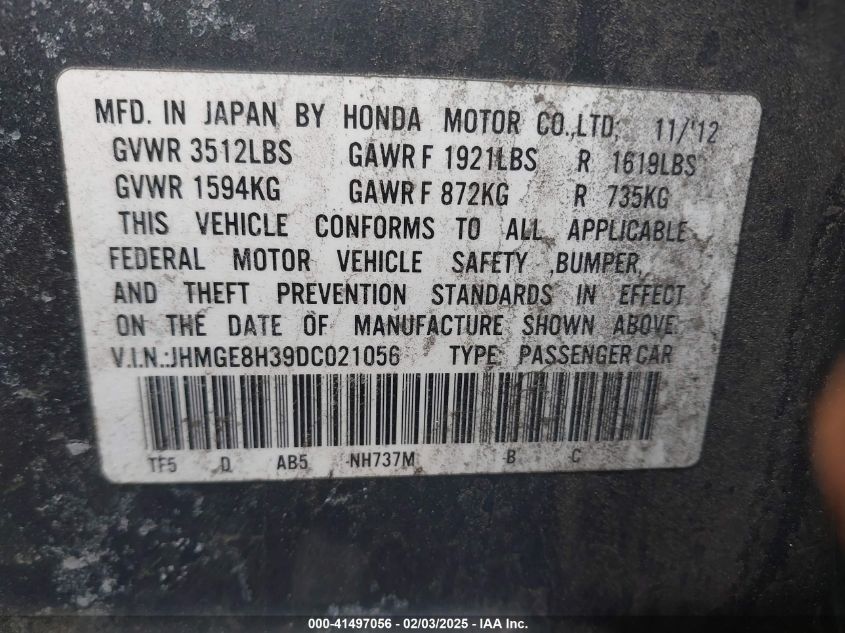 MFD. IN JAPAN BY HONDA MOTOR CO.,LTD; 11/'12
GVWR 3512LBS GAWR F 1921LBS R 1619LBS
GVWR 1594KG GAWR F 872KG R 735KG
THIS VEHICLE CONFORMS TO ALL APPLICABLE
FEDERAL MOTOR VEHICLE SAFETY ,BUMPER,
AND THEFT PREVENTION STANDARDS IN EFFECT
ON THE DATE OF MANUFACTURE SHOWN ABOVE.
V.I.N.:JHMGE8H39DC021056 TYPE: PASSENGER CAR
TF5 D AB5 NH737M B C
000-41497056 - 02/03/2025 - IAA Inc.